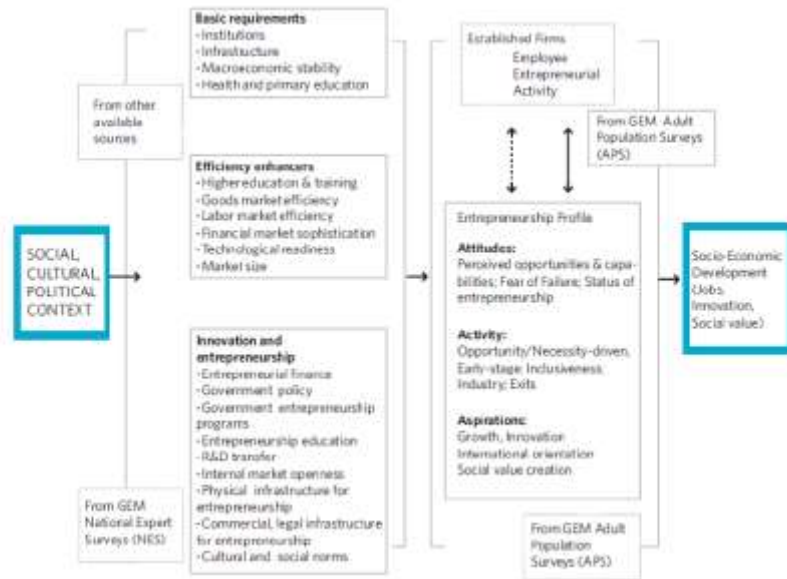 SOCIAL,
CULTURAL,
POLITICAL
CONTEXT
From other
available
sources
From GEM
National Expert
Surveys (NES)
Basic requirements
-Institutions
-Infrastructure
-Macroeconomic stability
-Health and primary education
Efficiency enhancers
-Higher education & training
-Goods market efficiency
-Labor market efficiency
-Financial market sophistication
-Technological readiness
-Market size
Innovation and
entrepreneurship
-Entrepreneurial finance
-Government policy
-Government entrepreneurship
programs
-Entrepreneurship education
-R&D transfer
-Internal market openness
-Physical infrastructure for
entrepreneurship
-Commercial, legal infrastructure
for entrepreneurship
-Cultural and social norms
Established Firms
Employee
Entrepreneurial
Activity
From GEM Adult
Population Surveys
(APS)
Entrepreneurship Profile
Attitudes:
Perceived opportunities & capa-
bilities; Fear of Failure; Status of
entrepreneurship
Activity:
Opportunity/Necessity-driven,
Early-stage; Inclusiveness;
Industry; Exits
Aspirations:
Growth, Innovation
International orientation
Social value creation
From GEM Adult
Population
Surveys (APS)
Socio-Economic
Development
(Jobs,
Innovation,
Social value)